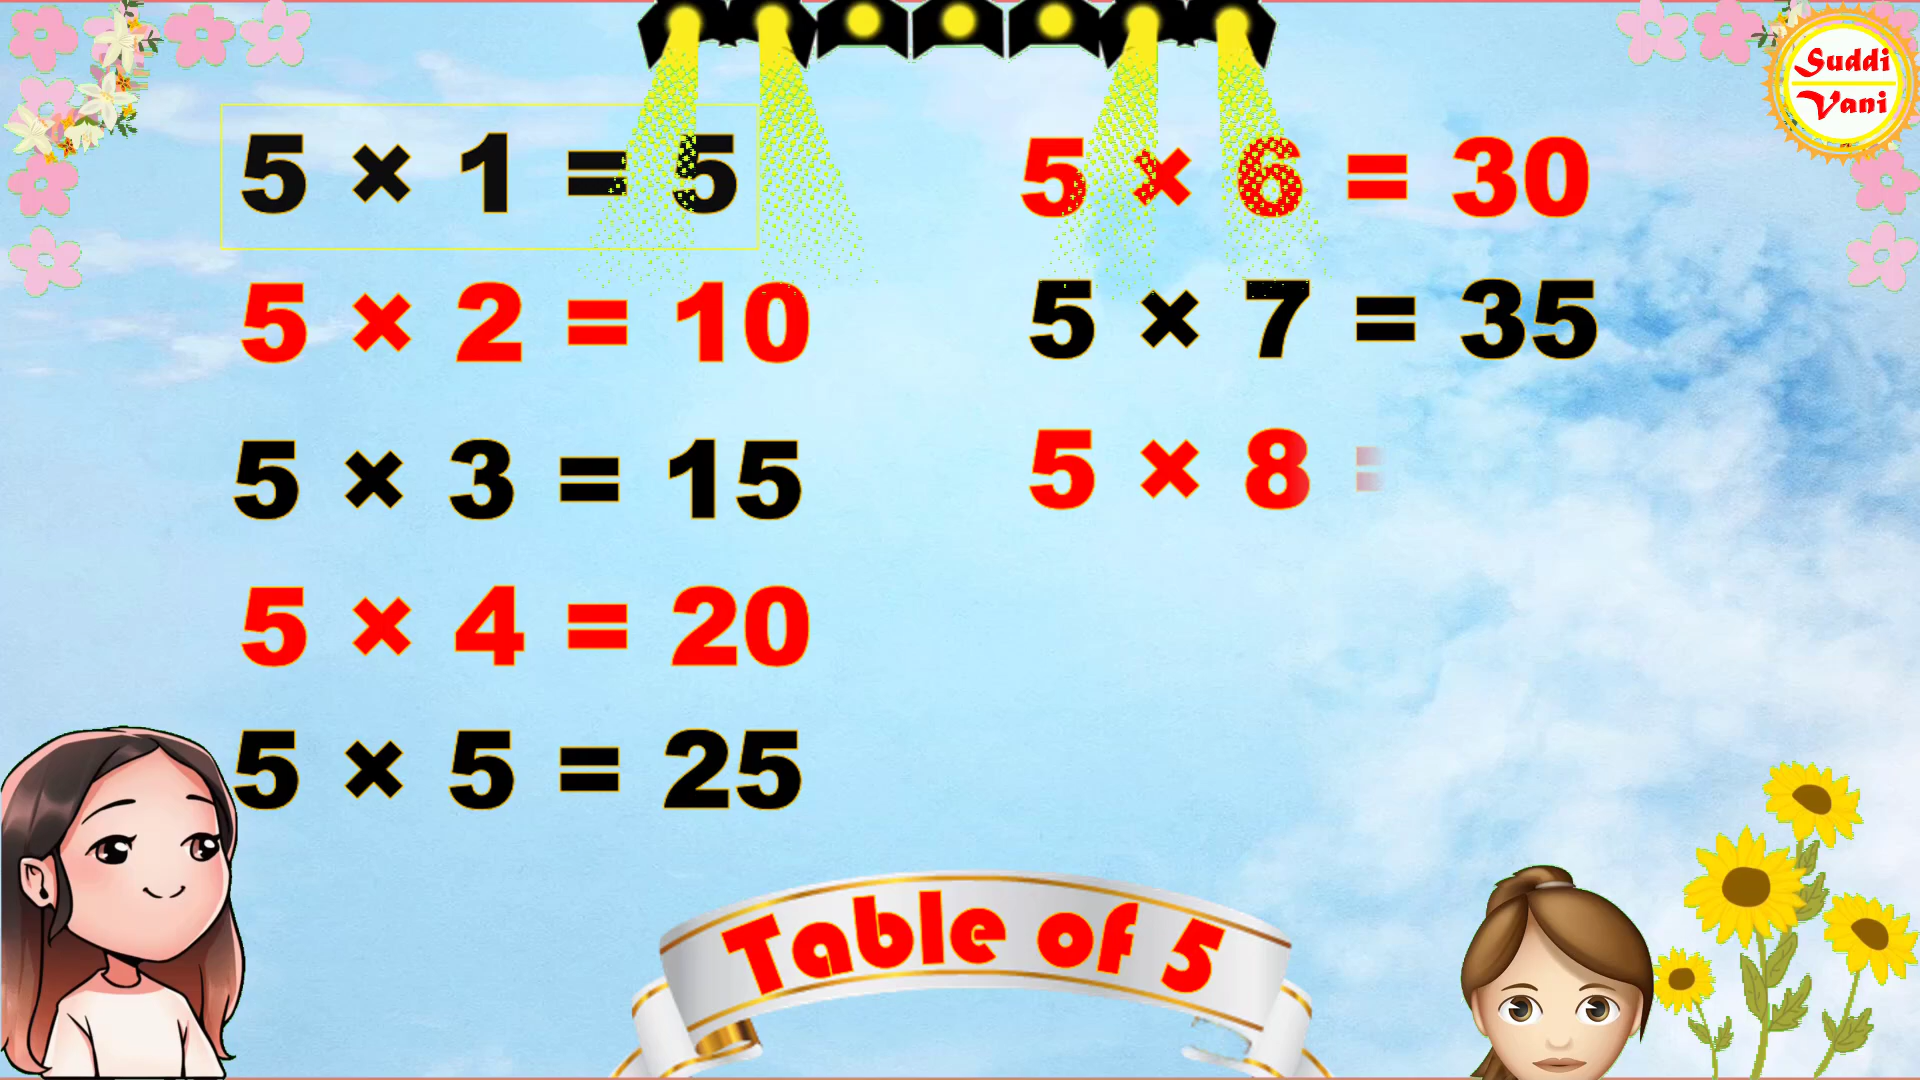 5 × 1 = 5
5 × 2 = 10
5 × 3 = 15
5 × 4 = 20
5 × 5 = 25
5 × 6 = 30
5 × 7 = 35
5 × 8 =
Table of 5
Suddi
Vani